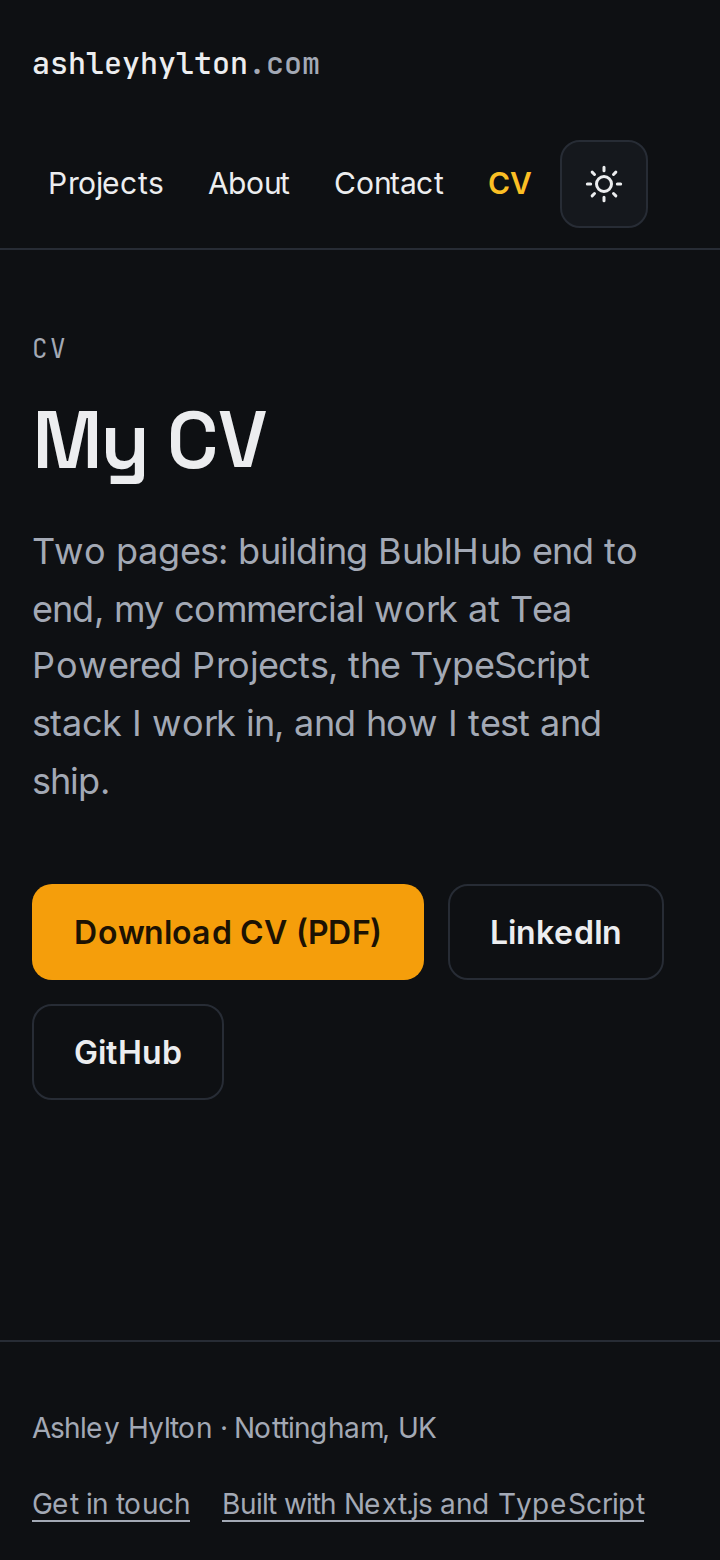 ashleyhylton.com
Projects About Contact CV
CV
My CV
Two pages: building BublHub end to
end, my commercial work at Tea
Powered Projects, the TypeScript
stack I work in, and how I test and
ship.
Download CV (PDF) LinkedIn
GitHub
Ashley Hylton · Nottingham, UK
Get in touch Built with Next.js and TypeScript